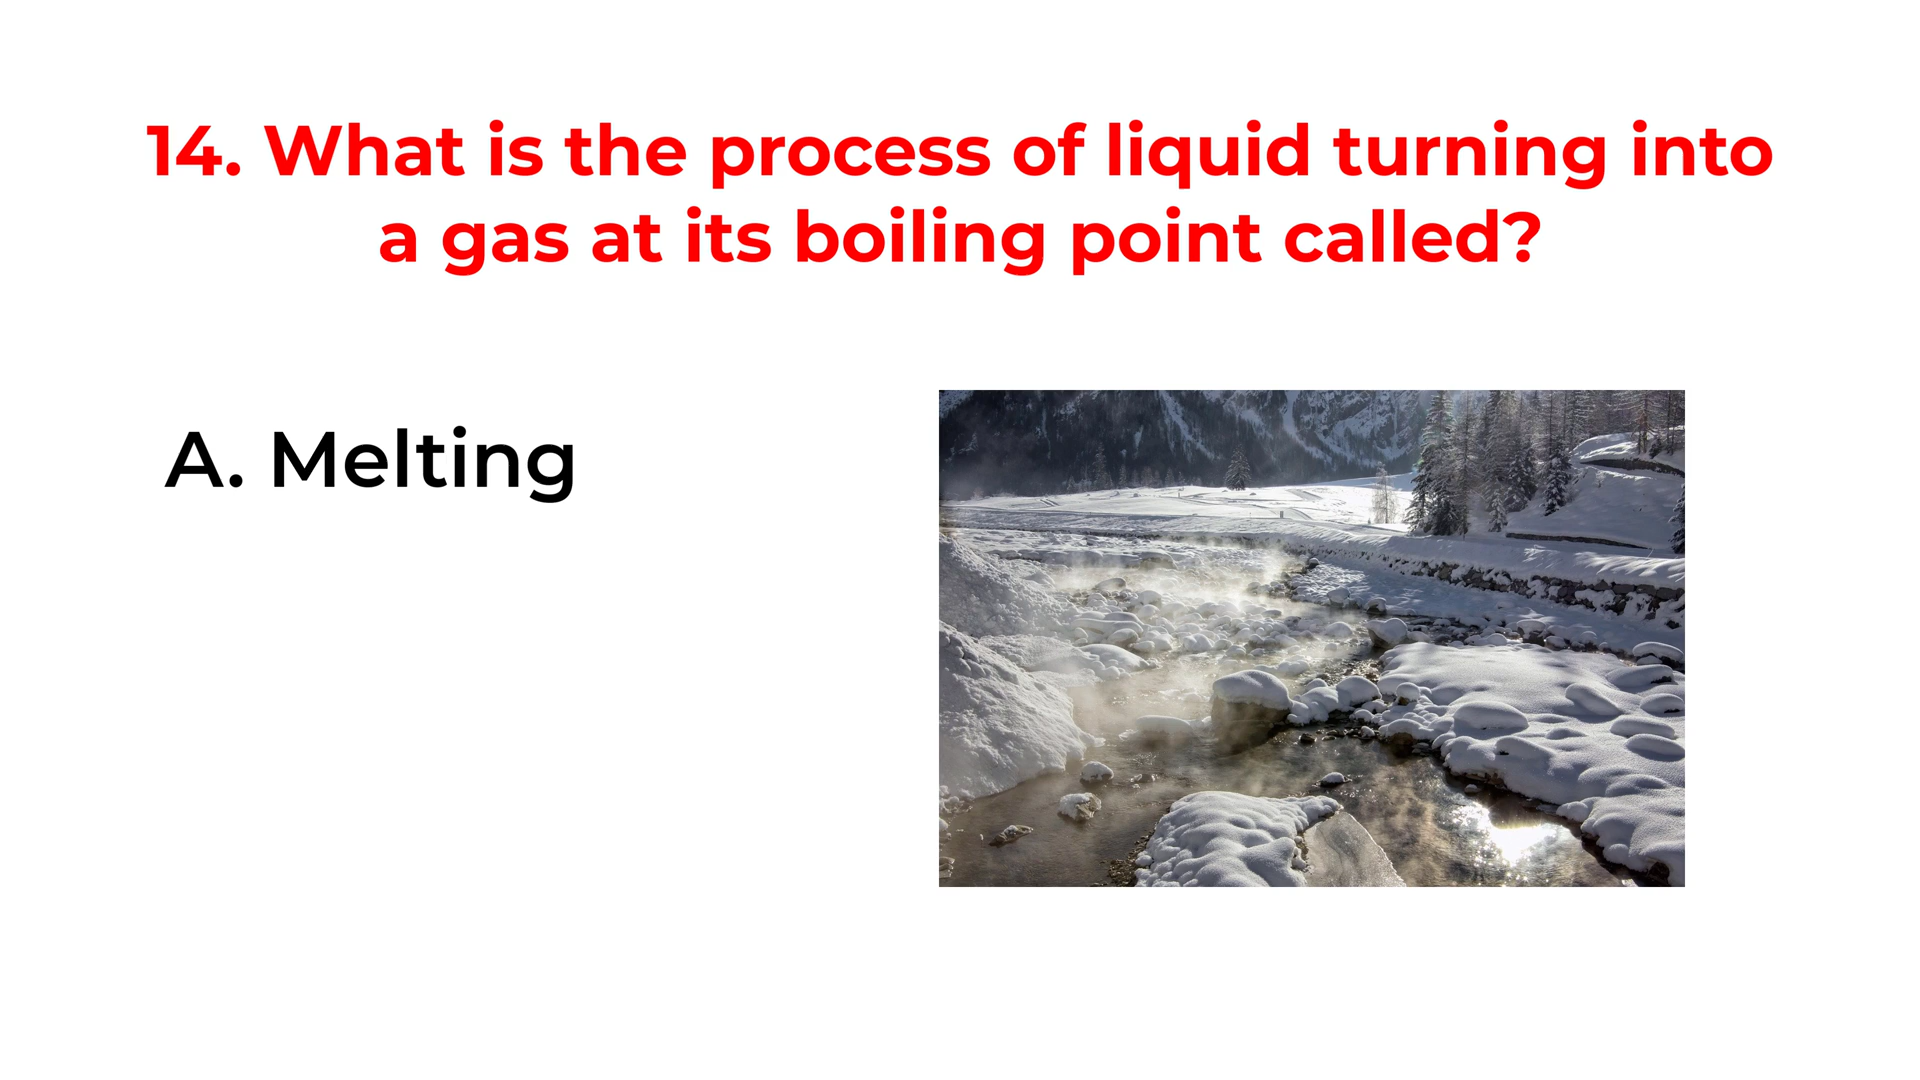 14. What is the process of liquid turning into
a gas at its boiling point called?
A. Melting